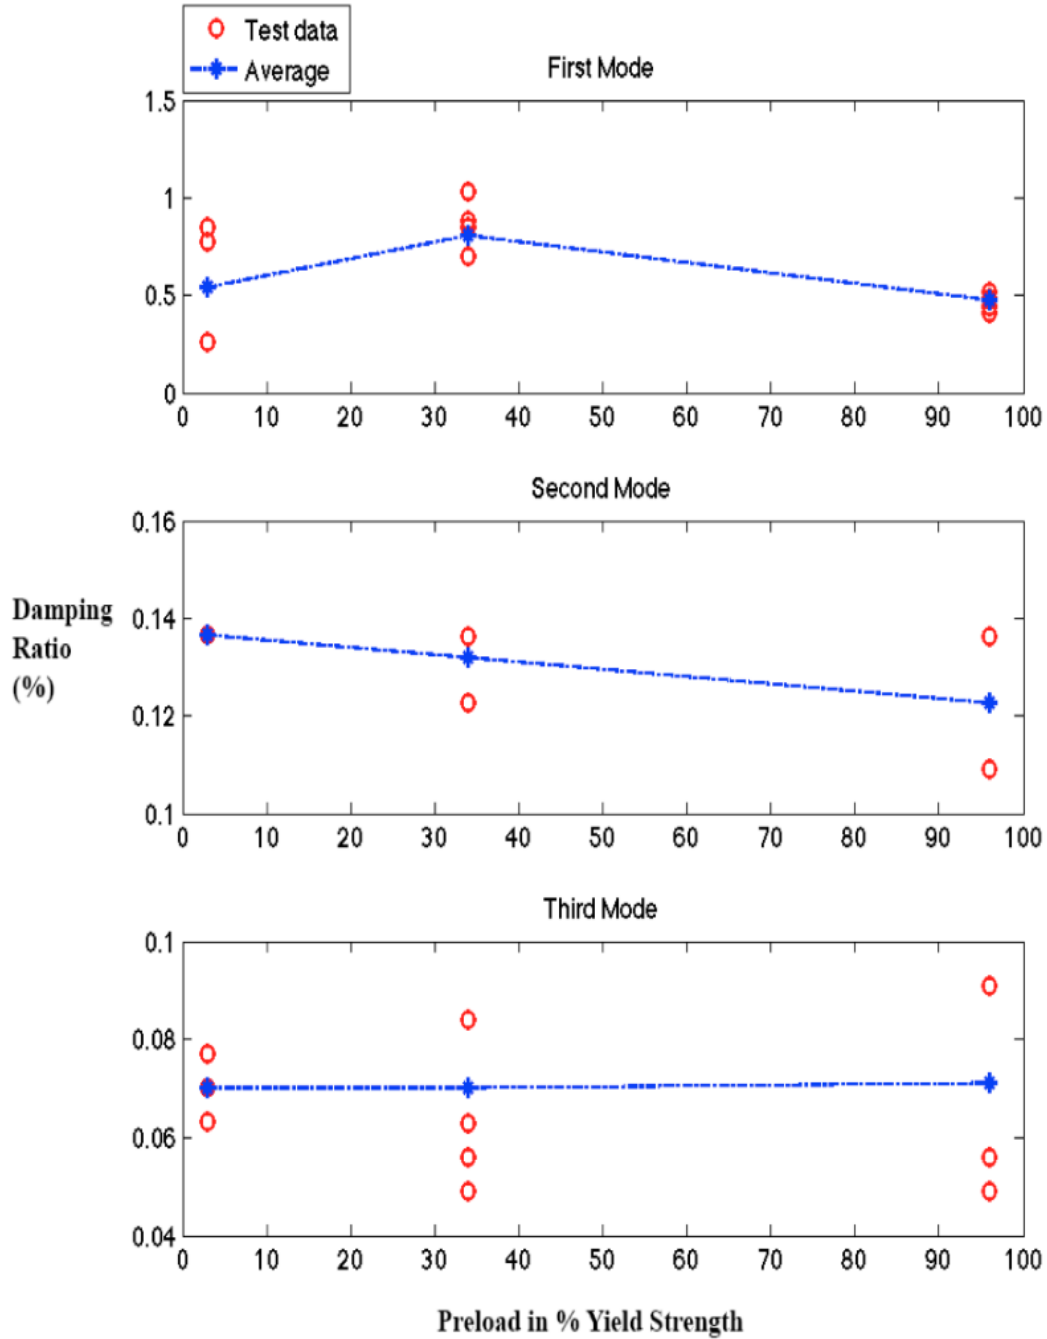 Test data
Average
First Mode
1.5
1
0.5
0
0 10 20 30 40 50 60 70 80 90 100
Second Mode
0.16
0.14
0.12
0.1
0 10 20 30 40 50 60 70 80 90 100
Damping
Ratio
(%)
Third Mode
0.1
0.08
0.06
0.04
0 10 20 30 40 50 60 70 80 90 100
Preload in % Yield Strength